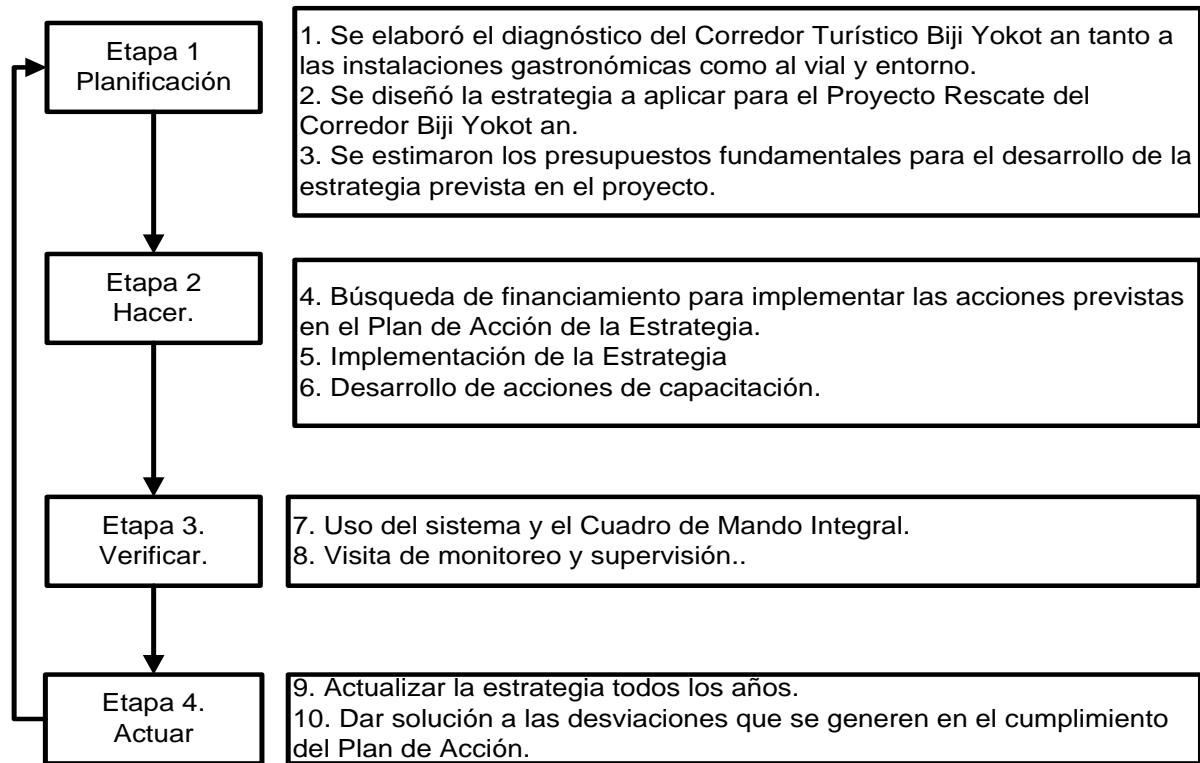 Etapa 1
Planificación
1. Se elaboró el diagnóstico del Corredor Turístico Biji Yokot an tanto a
las instalaciones gastronómicas como al vial y entorno.
2. Se diseñó la estrategia a aplicar para el Proyecto Rescate del
Corredor Biji Yokot an.
3. Se estimaron los presupuestos fundamentales para el desarrollo de la
estrategia prevista en el proyecto.
Etapa 2
Hacer.
4. Búsqueda de financiamiento para implementar las acciones previstas
en el Plan de Acción de la Estrategia.
5. Implementación de la Estrategia
6. Desarrollo de acciones de capacitación.
Etapa 3.
Verificar.
7. Uso del sistema y el Cuadro de Mando Integral.
8. Visita de monitoreo y supervisión..
Etapa 4.
Actuar
9. Actualizar la estrategia todos los años.
10. Dar solución a las desviaciones que se generen en el cumplimiento
del Plan de Acción.